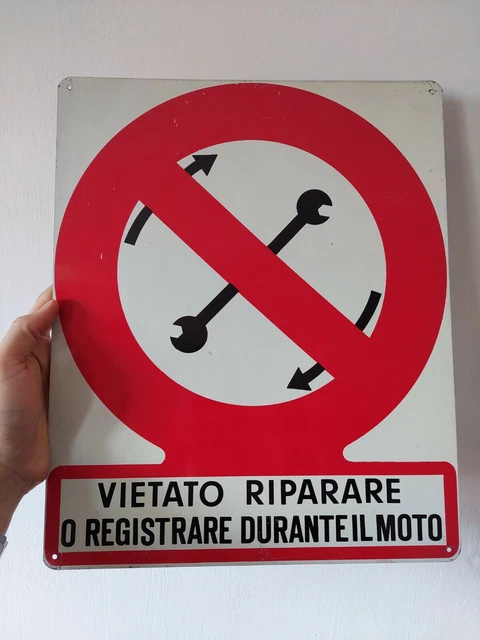 VIETATO RIPARARE
O REGISTRARE DURANTE IL MOTO